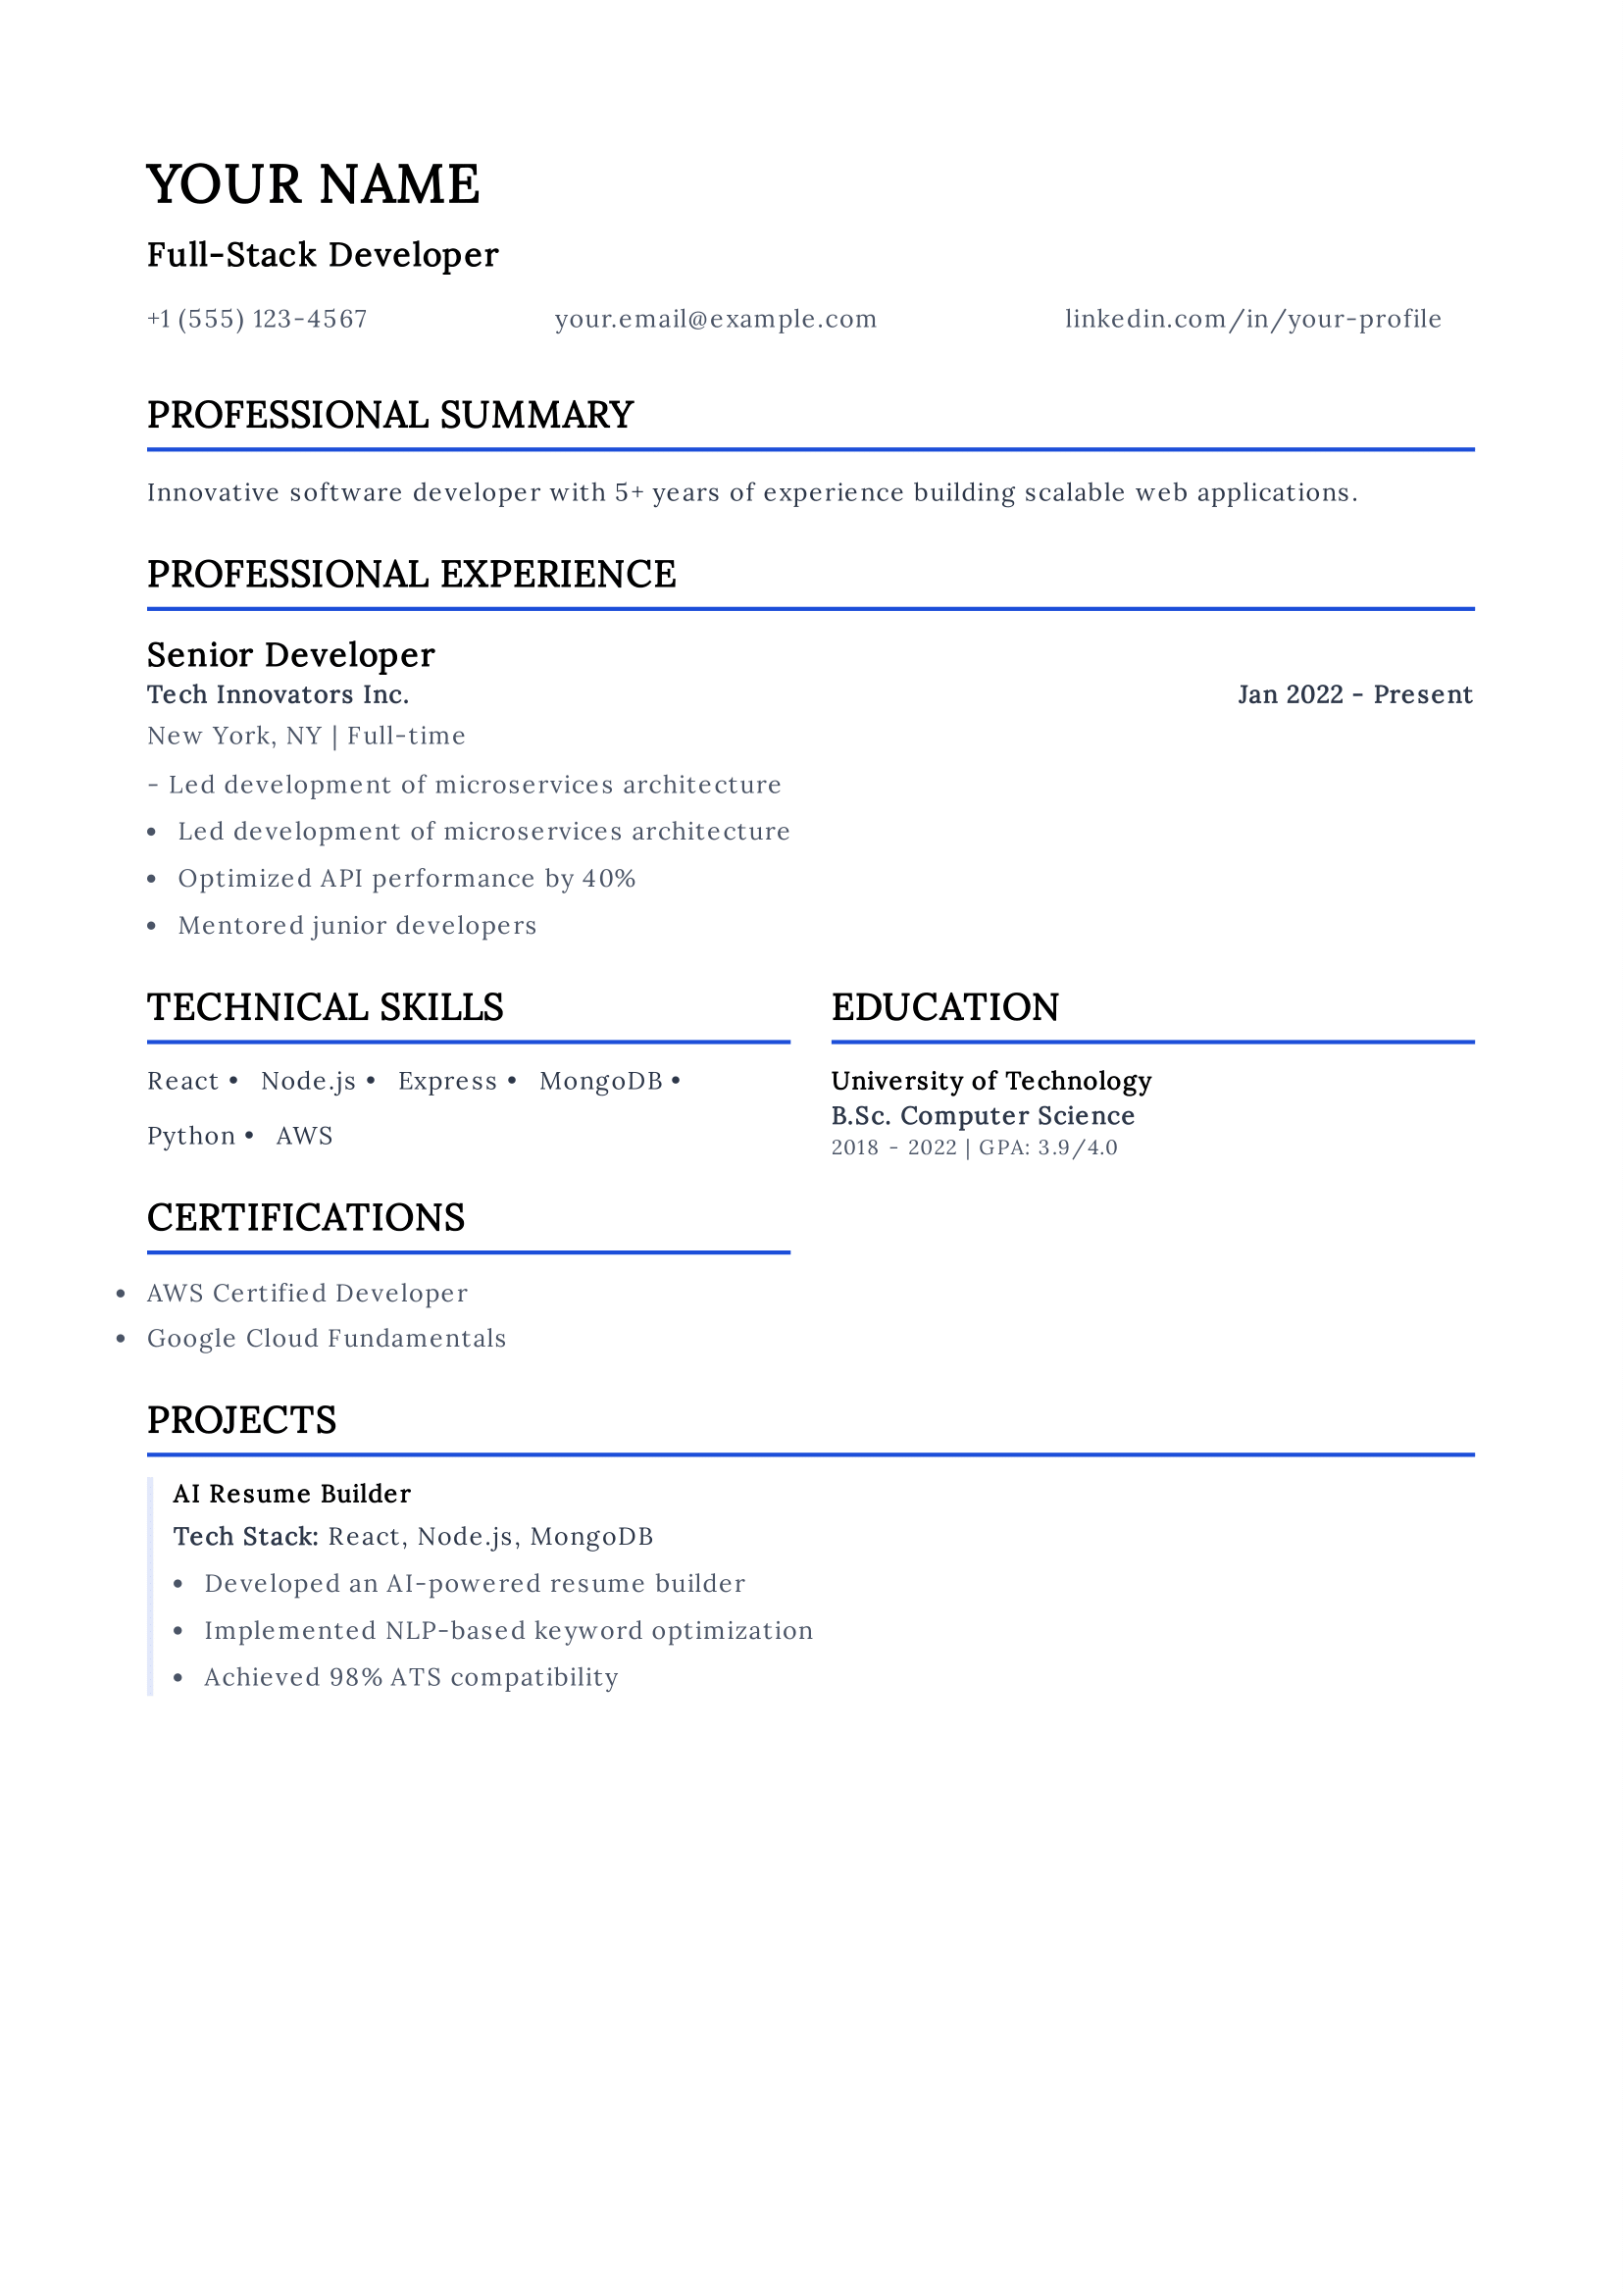 YOUR NAME
Full-Stack Developer
+1 (555) 123-4567 your.email@example.com linkedin.com/in/your-profile
PROFESSIONAL SUMMARY
Innovative software developer with 5+ years of experience building scalable web applications.
PROFESSIONAL EXPERIENCE
Senior Developer
Tech Innovators Inc. Jan 2022 - Present
New York, NY | Full-time
- Led development of microservices architecture
• Led development of microservices architecture
• Optimized API performance by 40%
• Mentored junior developers
TECHNICAL SKILLS
React • Node.js • Express • MongoDB •
Python • AWS
EDUCATION
University of Technology
B.Sc. Computer Science
2018 - 2022 | GPA: 3.9/4.0
CERTIFICATIONS
• AWS Certified Developer
• Google Cloud Fundamentals
PROJECTS
AI Resume Builder
Tech Stack: React, Node.js, MongoDB
• Developed an AI-powered resume builder
• Implemented NLP-based keyword optimization
• Achieved 98% ATS compatibility